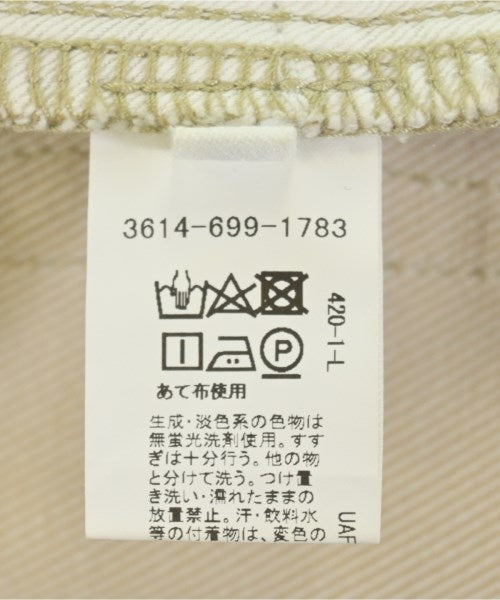 3614-699-1783
420-1-L
P
あて布使用
生成・淡色系の色物は
無蛍光洗剤使用。すす
ぎは十分行う。他の物
と分けて洗う。つけ置
き洗い・濡れたままの
放置禁止。汗・飲料水
等の付着物は、変色の
UAF